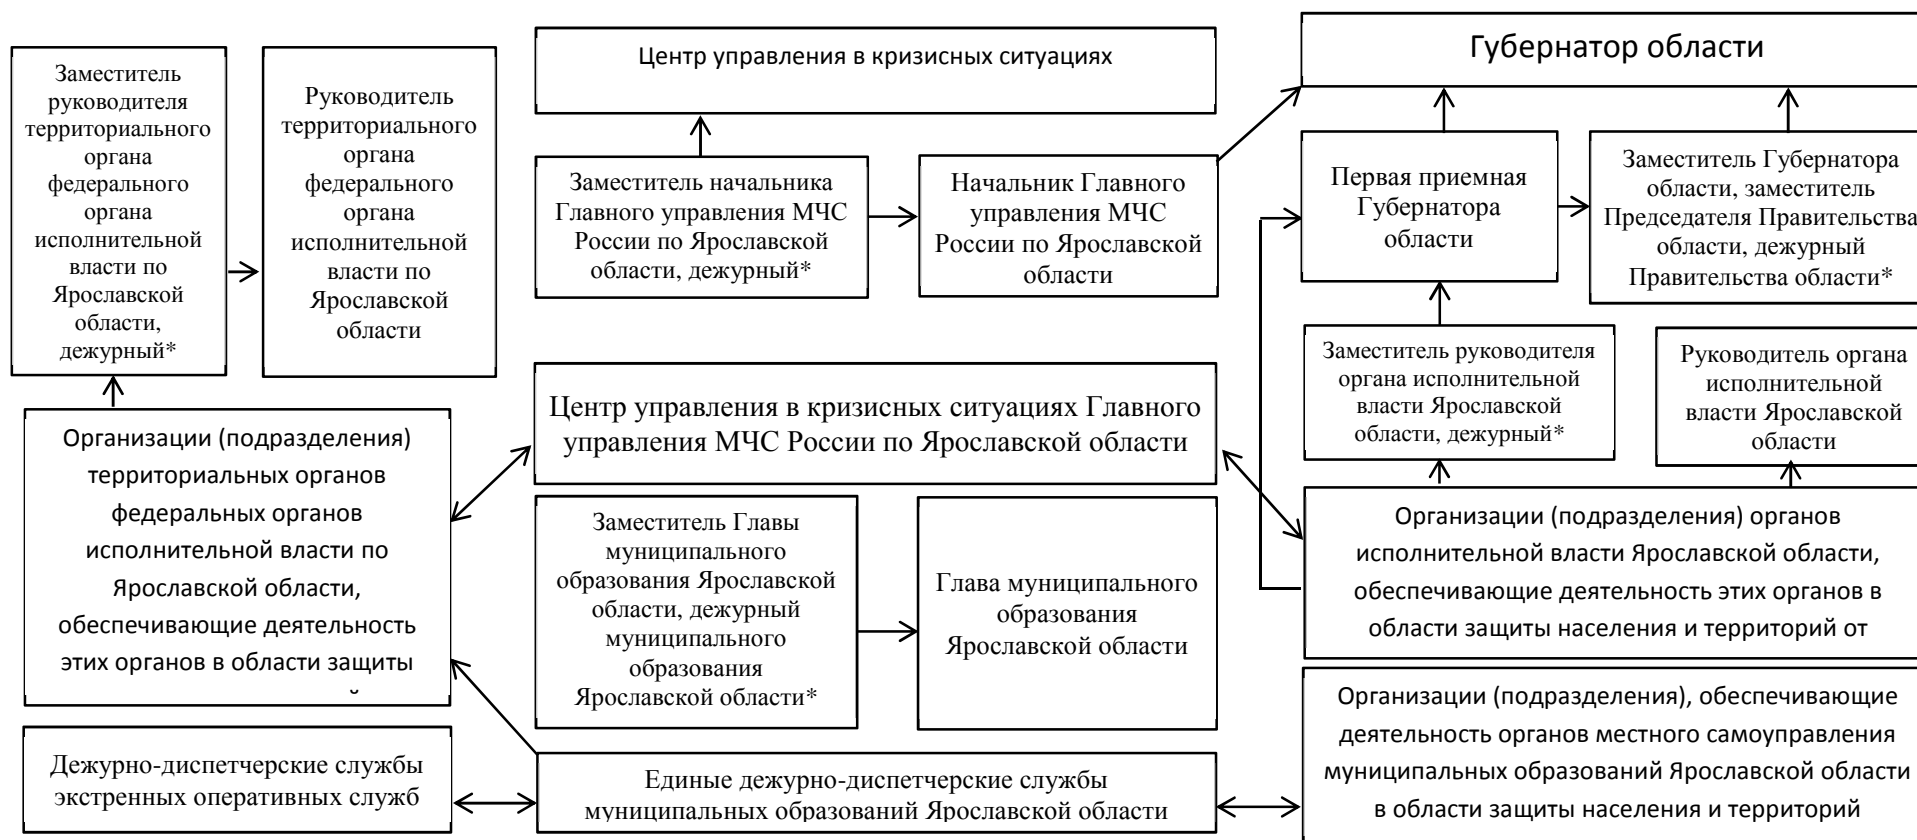 Заместитель
руководителя
территориального
органа
федерального
органа
исполнительной
власти по
Ярославской
области,
дежурный*
Руководитель
территориального
органа
федерального
органа
исполнительной
власти по
Ярославской
области
Центр управления в кризисных ситуациях
Губернатор области
Заместитель начальника
Главного управления МЧС
России по Ярославской
области, дежурный*
Начальник Главного
управления МЧС
России по Ярославской
области
Первая приемная
Губернатора
области
Заместитель Губернатора
области, заместитель
Председателя Правительства
области, дежурный
Правительства области*
Заместитель руководителя
органа исполнительной
власти Ярославской
области, дежурный*
Руководитель органа
исполнительной
власти Ярославской
области
Центр управления в кризисных ситуациях Главного
управления МЧС России по Ярославской области
Организации (подразделения)
территориальных органов
федеральных органов
исполнительной власти по
Ярославской области,
обеспечивающие деятельность
этих органов в области защиты
Заместитель Главы
муниципального
образования Ярославской
области, дежурный
муниципального
образования
Ярославской области*
Глава муниципального
образования
Ярославской области
Организации (подразделения) органов
исполнительной власти Ярославской области,
обеспечивающие деятельность этих органов в
области защиты населения и территорий от
Дежурно-диспетчерские службы
экстренных оперативных служб
Единые дежурно-диспетчерские службы
муниципальных образований Ярославской области
Организации (подразделения), обеспечивающие
деятельность органов местного самоуправления
муниципальных образований Ярославской области
в области защиты населения и территорий